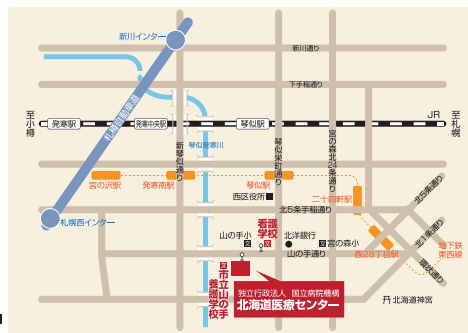 新川インター
新川通り
下手稲通り
札幌自動車道
至小樽
発寒駅
発寒中央駅
琴似駅
JR
至札幌
新琴似通り
琴似発寒川
琴似栄町通り
宮の森北24条通り
宮の沢駅
発寒南駅
琴似駅
西区役所
二十四軒駅
北5条通り
札幌西インター
北5条手稲通り
看護学校
山の手小
北洋銀行
宮の森小
山の手通り
西28丁目駅
北1条通り
地下鉄
東西線
環状通り
市立山の手
養護学校
独立行政法人 国立病院機構
北海道医療センター
北海道神宮